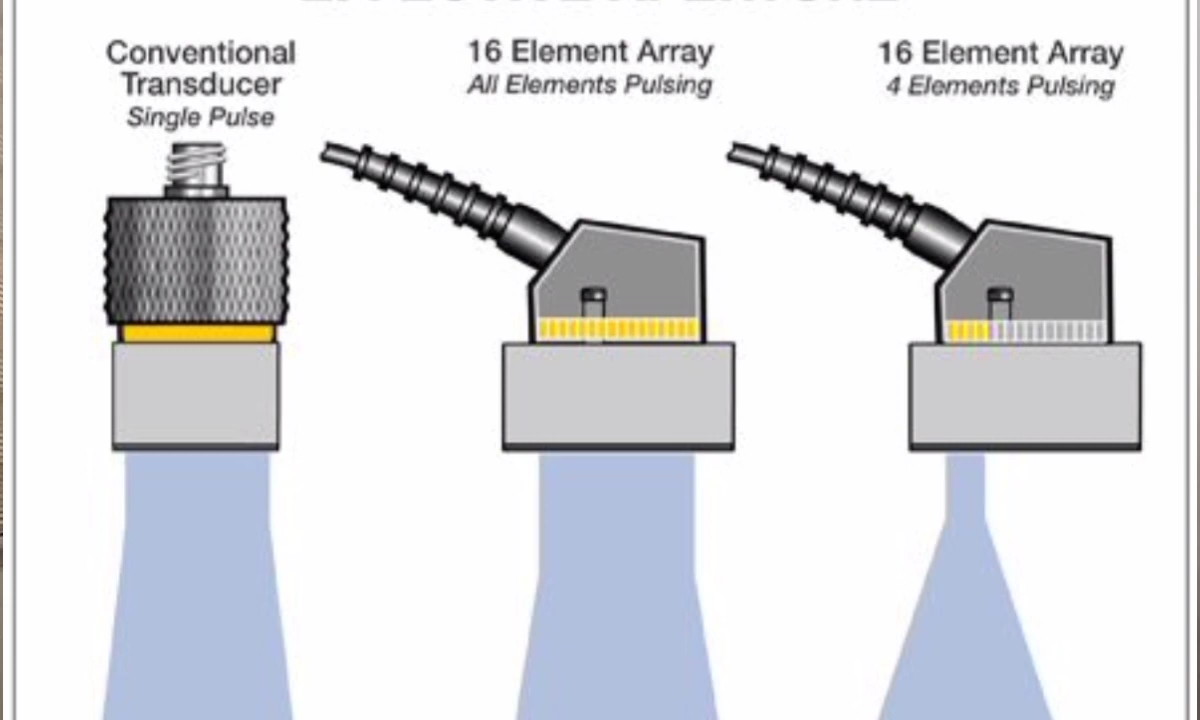 Conventional
Transducer
Single Pulse
16 Element Array
All Elements Pulsing
16 Element Array
4 Elements Pulsing